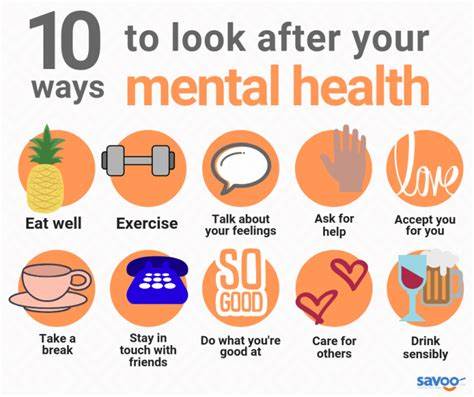 10 ways
to look after your
mental health
Eat well
Exercise
Talk about
your feelings
Ask for
help
love
Accept you
for you
Take a
break
Stay in
touch with
friends
SO
GOOD
Do what you're
good at
Care for
others
Drink
sensibly
savoo